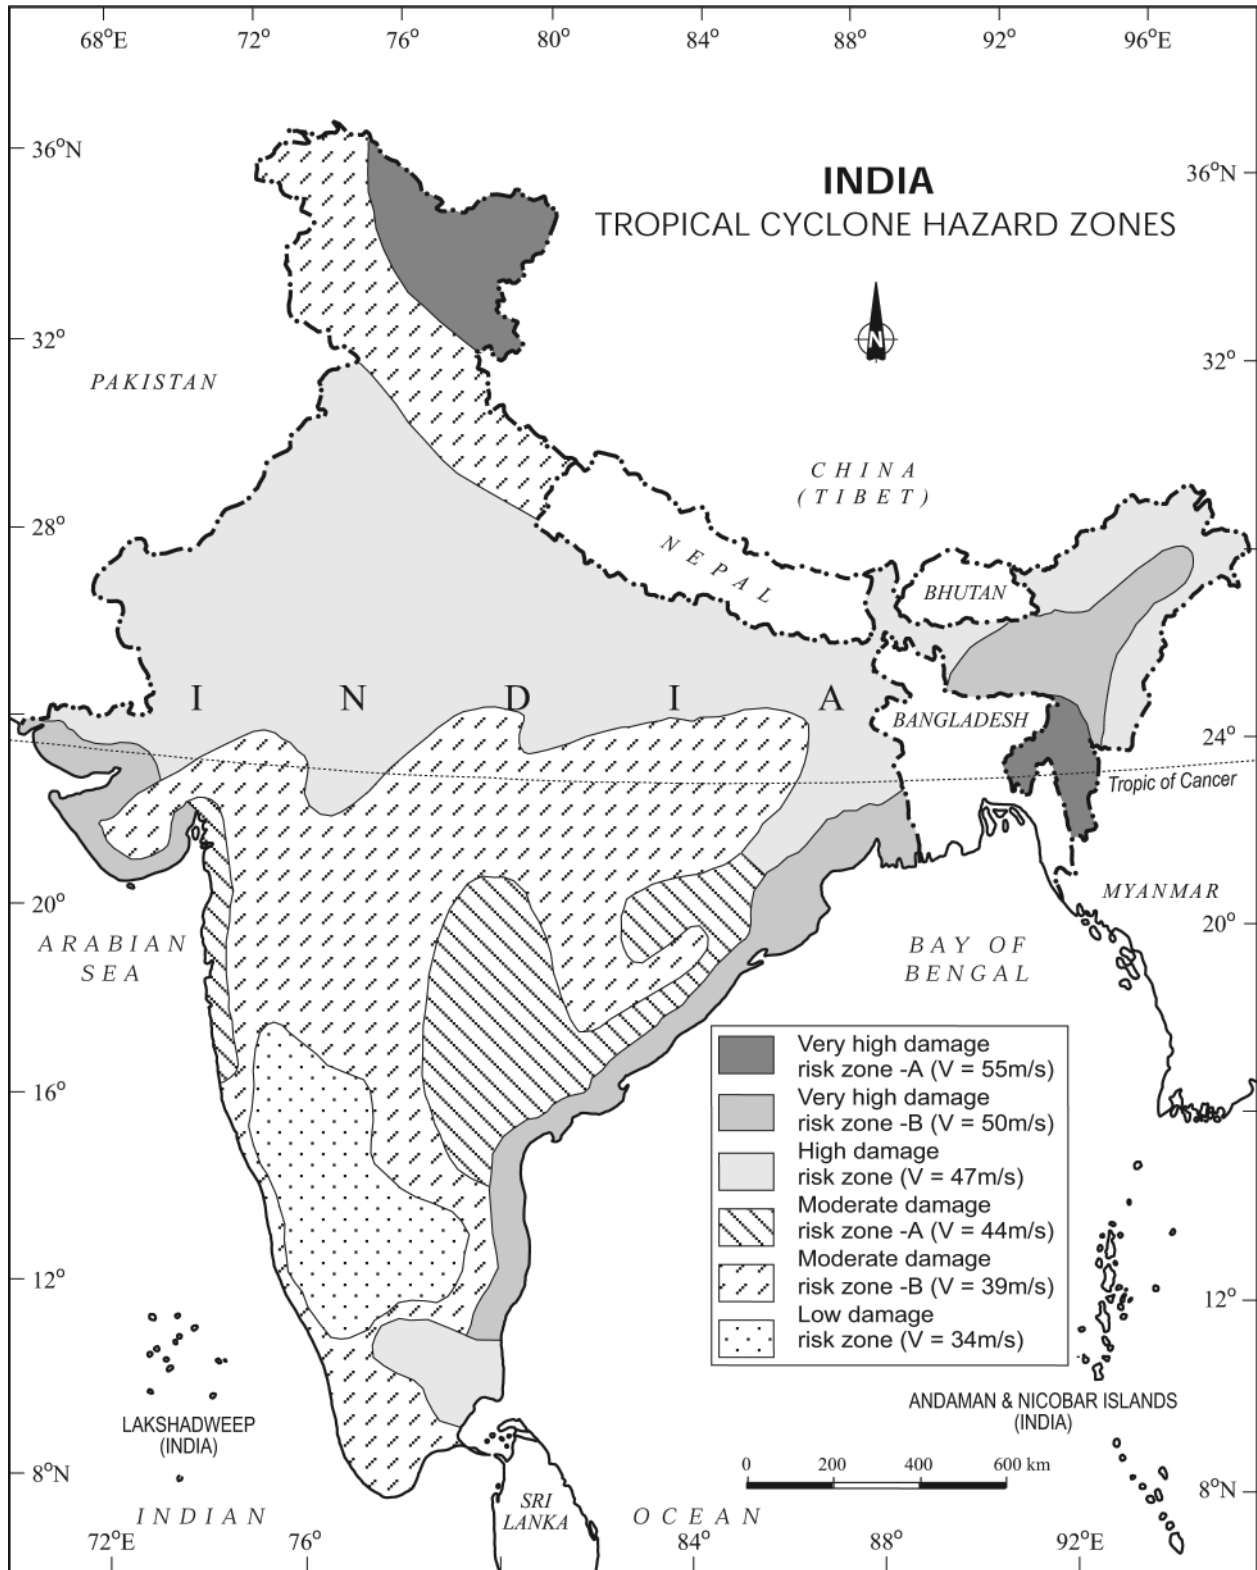 68°E 72° 76° 80° 84° 88° 92° 96°E
36°N
36°N
INDIA
TROPICAL CYCLONE HAZARD ZONES
N
32°
32°
PAKISTAN
CHINA
(TIBET)
28°
NEPAL
BHUTAN
INDIA
BANGLADESH
24°
Tropic of Cancer
MYANMAR
20°
20°
ARABIAN
SEA
BAY OF
BENGAL
Very high damage
risk zone -A (V = 55m/s)
Very high damage
risk zone -B (V = 50m/s)
High damage
risk zone (V = 47m/s)
Moderate damage
risk zone -A (V = 44m/s)
Moderate damage
risk zone -B (V = 39m/s)
Low damage
risk zone (V = 34m/s)
16°
12°
12°
LAKSHADWEEP
(INDIA)
ANDAMAN & NICOBAR ISLANDS
(INDIA)
0 200 400 600 km
8°N
8°N
SRI
LANKA
INDIAN OCEAN
72°E 76° 84° 88° 92°E